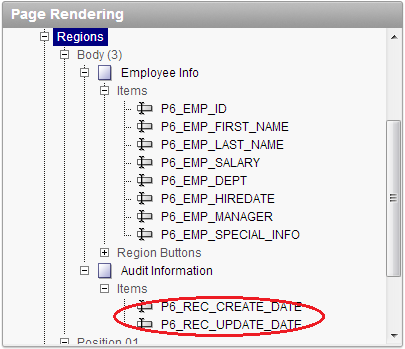 Page Rendering
Regions
Body (3)
Employee Info
Items
P6_EMP_ID
P6_EMP_FIRST_NAME
P6_EMP_LAST_NAME
P6_EMP_SALARY
P6_EMP_DEPT
P6_EMP_HIREDATE
P6_EMP_MANAGER
P6_EMP_SPECIAL_INFO
Region Buttons
Audit Information
Items
P6_REC_CREATE_DATE
P6_REC_UPDATE_DATE
Position 01